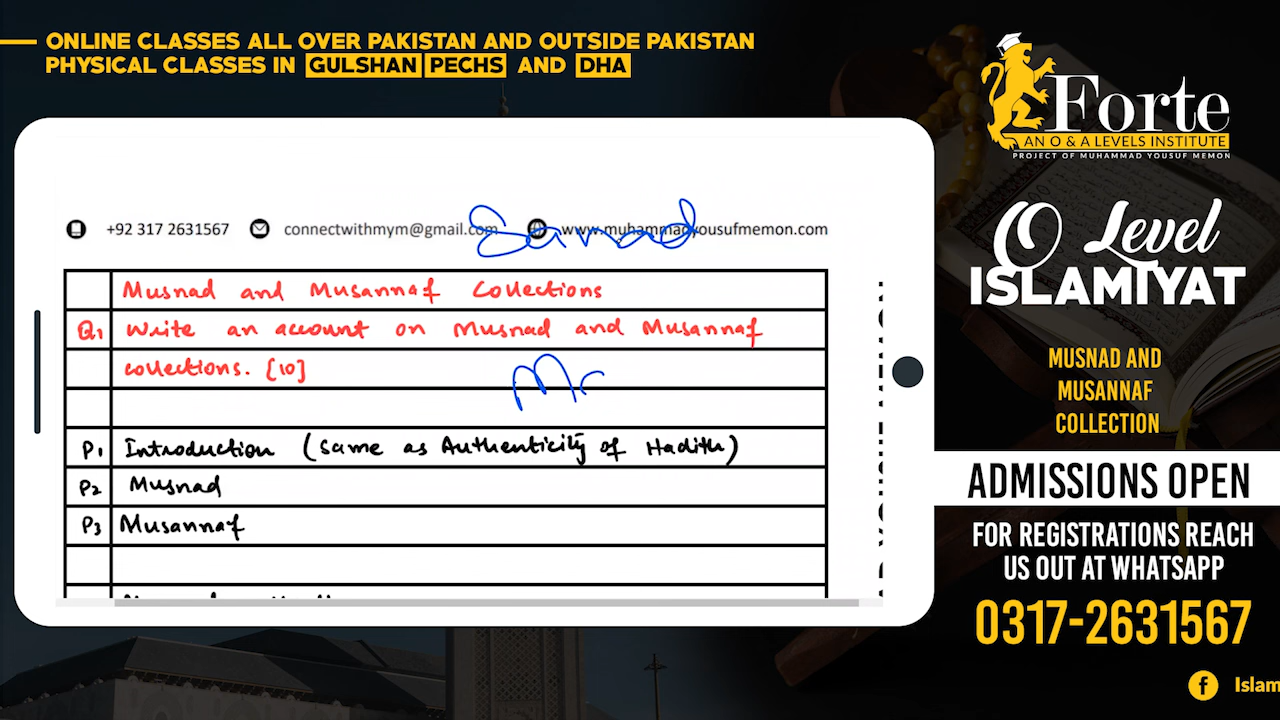 ONLINE CLASSES ALL OVER PAKISTAN AND OUTSIDE PAKISTAN
PHYSICAL CLASSES IN GULSHAN PECHS AND DHA
Forte
AN O & A LEVELS INSTITUTE
PROJECT OF MUHAMMAD YOUSUF MEMON
Sanad
+92 317 2631567 connectwithmym@gmail.com www.muhammadyousufmemon.com
Musnad and Musannaf Collections
Q1 Write an account on Musnad and Musannaf
collections. [10]
P1 Introduction (Same as Authenticity of Hadith)
P2 Musnad
P3 Musannaf
O Level
ISLAMIYAT
MUSNAD AND
MUSANNAF
COLLECTION
ADMISSIONS OPEN
FOR REGISTRATIONS REACH
US OUT AT WHATSAPP
0317-2631567
f Islam